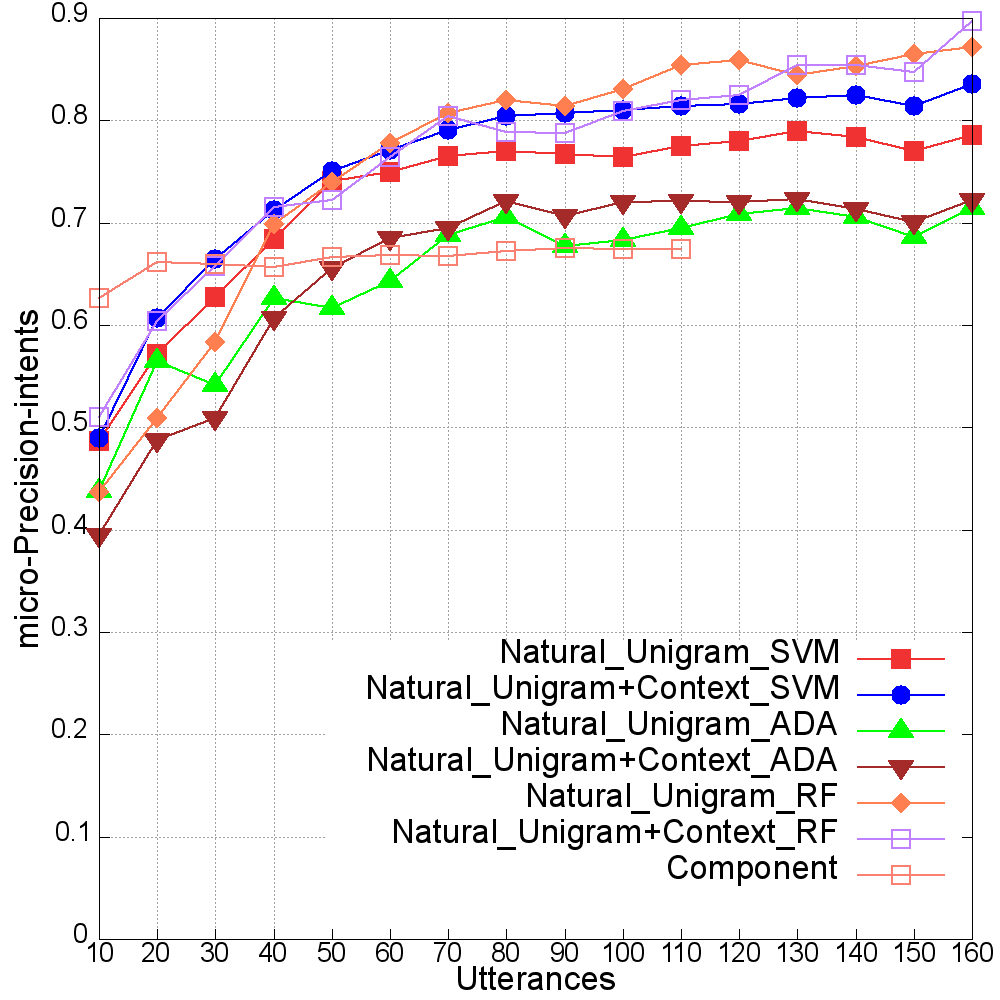 0.9
0.8
0.7
0.6
0.5
0.4
0.3
0.2
0.1
0
micro-Precision-intents
Natural_Unigram_SVM
Natural_Unigram+Context_SVM
Natural_Unigram_ADA
Natural_Unigram+Context_ADA
Natural_Unigram_RF
Natural_Unigram+Context_RF
Component
10 20 30 40 50 60 70 80 90 100 110 120 130 140 150 160
Utterances